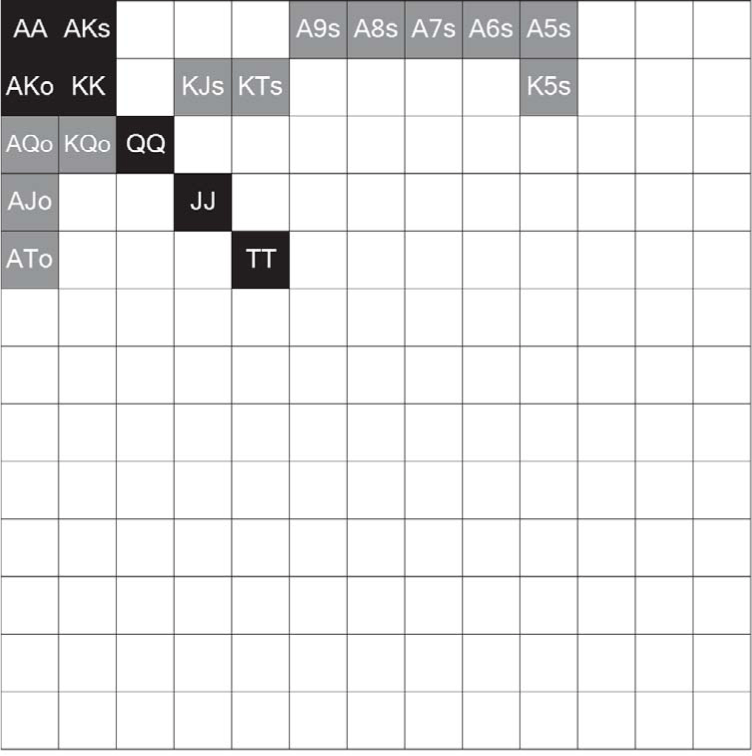 AA AKs A9s A8s A7s A6s A5s
AKo KK KJs KTs K5s
AQo KQo QQ
AJo JJ
ATo TT